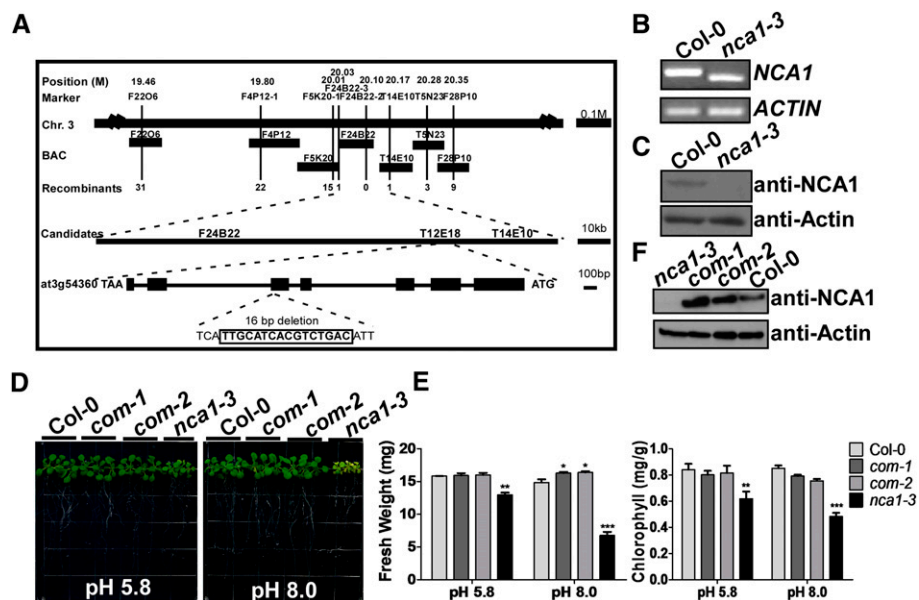 A
Position (M) 19.46 19.80 20.01 20.03 20.10 20.17 20.28 20.35
Marker F22O6 F4P12-1 F5K20-1 F24B22-3 F24B22-2 T14E10 T5N23 F28P10
Chr. 3 0.1M
BAC F22O6 F4P12 F24B22 T5N23
F5K20 T14E10 F28P10
Recombinants 31 22 15 1 0 1 3 9
Candidates F24B22 T12E18 T14E10 10kb
at3g54360 TAA ATG 100bp
16 bp deletion
TCATTGCATCACGTCTGACATT
B
Col-0 nca1-3
NCA1
ACTIN
C
Col-0 nca1-3
anti-NCA1
anti-Actin
F
nca1-3 com-1 com-2 Col-0
anti-NCA1
anti-Actin
D
Col-0 com-1 com-2 nca1-3 Col-0 com-1 com-2 nca1-3
pH 5.8 pH 8.0
E
Fresh Weight (mg)
20
15
10
5
0
** * * ***
pH 5.8 pH 8.0
Chlorophyll (mg/g)
1.0
0.8
0.6
0.4
0.2
0.0
** ***
pH 5.8 pH 8.0
Col-0
com-1
com-2
nca1-3